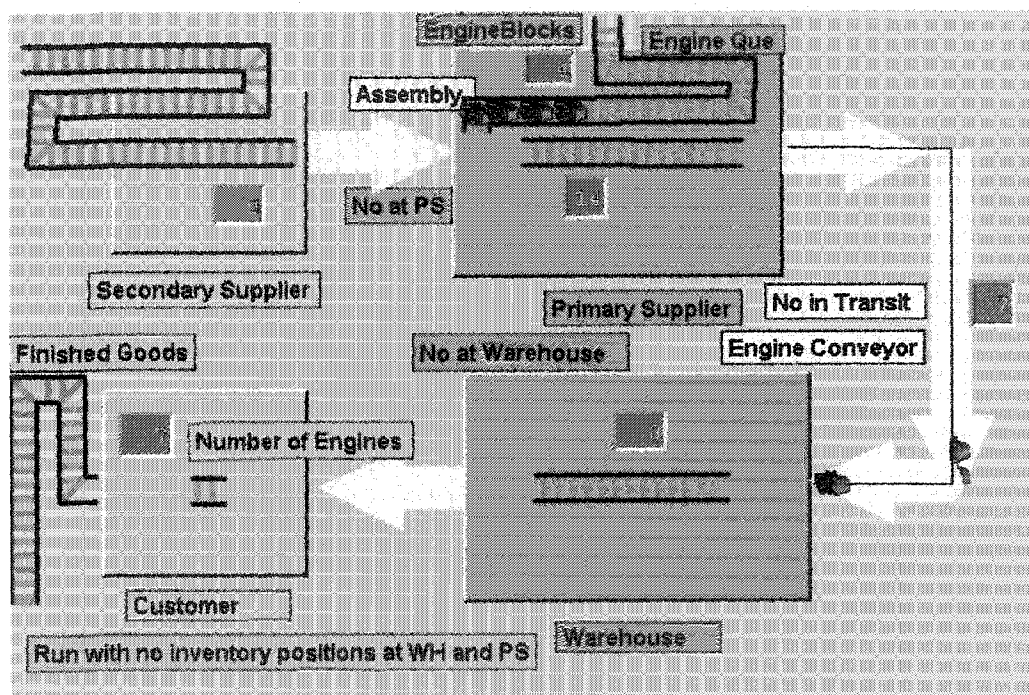 EngineBlocks
Engine Que
Assembly
No at PS
14
Secondary Supplier
Primary Supplier
No in Transit
Finished Goods
No at Warehouse
Engine Conveyor
Number of Engines
Customer
Warehouse
Run with no inventory positions at WH and PS